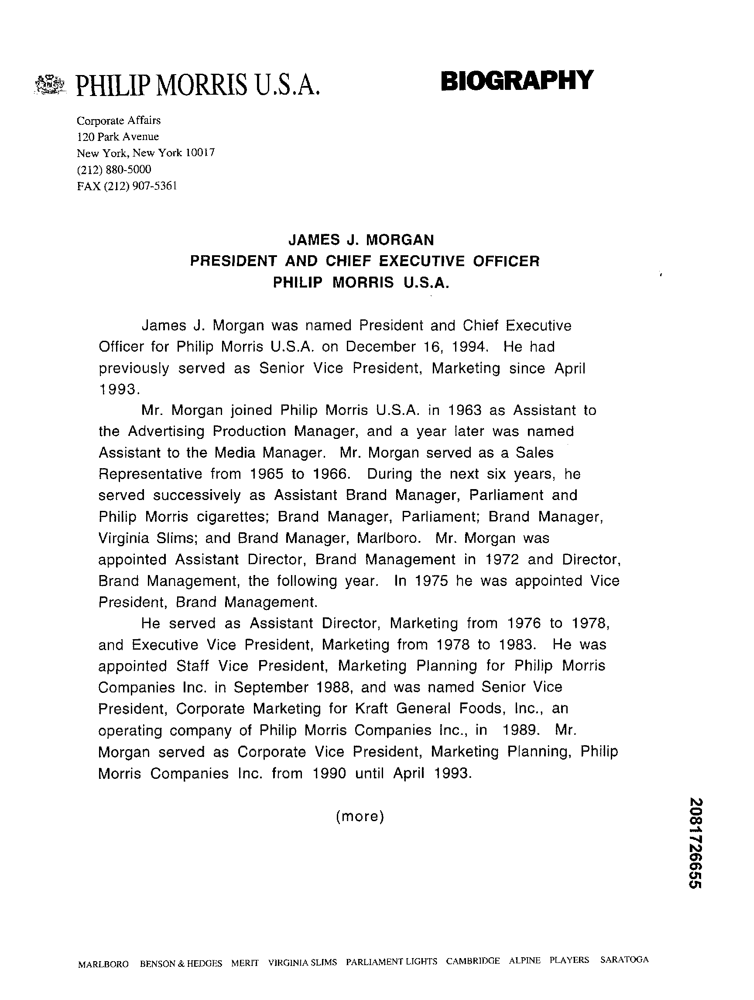 PHILIP MORRIS U.S.A.
BIOGRAPHY
Corporate Affairs
120 Park Avenue
New York, New York 10017
(212) 880-5000
FAX (212) 907-5361
JAMES J. MORGAN
PRESIDENT AND CHIEF EXECUTIVE OFFICER
PHILIP MORRIS U.S.A.
James J. Morgan was named President and Chief Executive
Officer for Philip Morris U.S.A. on December 16, 1994. He had
previously served as Senior Vice President, Marketing since April
1993.
Mr. Morgan joined Philip Morris U.S.A. in 1963 as Assistant to
the Advertising Production Manager, and a year later was named
Assistant to the Media Manager. Mr. Morgan served as a Sales
Representative from 1965 to 1966. During the next six years, he
served successively as Assistant Brand Manager, Parliament and
Philip Morris cigarettes; Brand Manager, Parliament; Brand Manager,
Virginia Slims; and Brand Manager, Marlboro. Mr. Morgan was
appointed Assistant Director, Brand Management in 1972 and Director,
Brand Management, the following year. In 1975 he was appointed Vice
President, Brand Management.
He served as Assistant Director, Marketing from 1976 to 1978,
and Executive Vice President, Marketing from 1978 to 1983. He was
appointed Staff Vice President, Marketing Planning for Philip Morris
Companies Inc. in September 1988, and was named Senior Vice
President, Corporate Marketing for Kraft General Foods, Inc., an
operating company of Philip Morris Companies Inc., in 1989. Mr.
Morgan served as Corporate Vice President, Marketing Planning, Philip
Morris Companies Inc. from 1990 until April 1993.
(more)
2081726655
MARLBORO BENSON & HEDGES MERIT VIRGINIA SLIMS PARLIAMENT LIGHTS CAMBRIDGE ALPINE PLAYERS SARATOGA